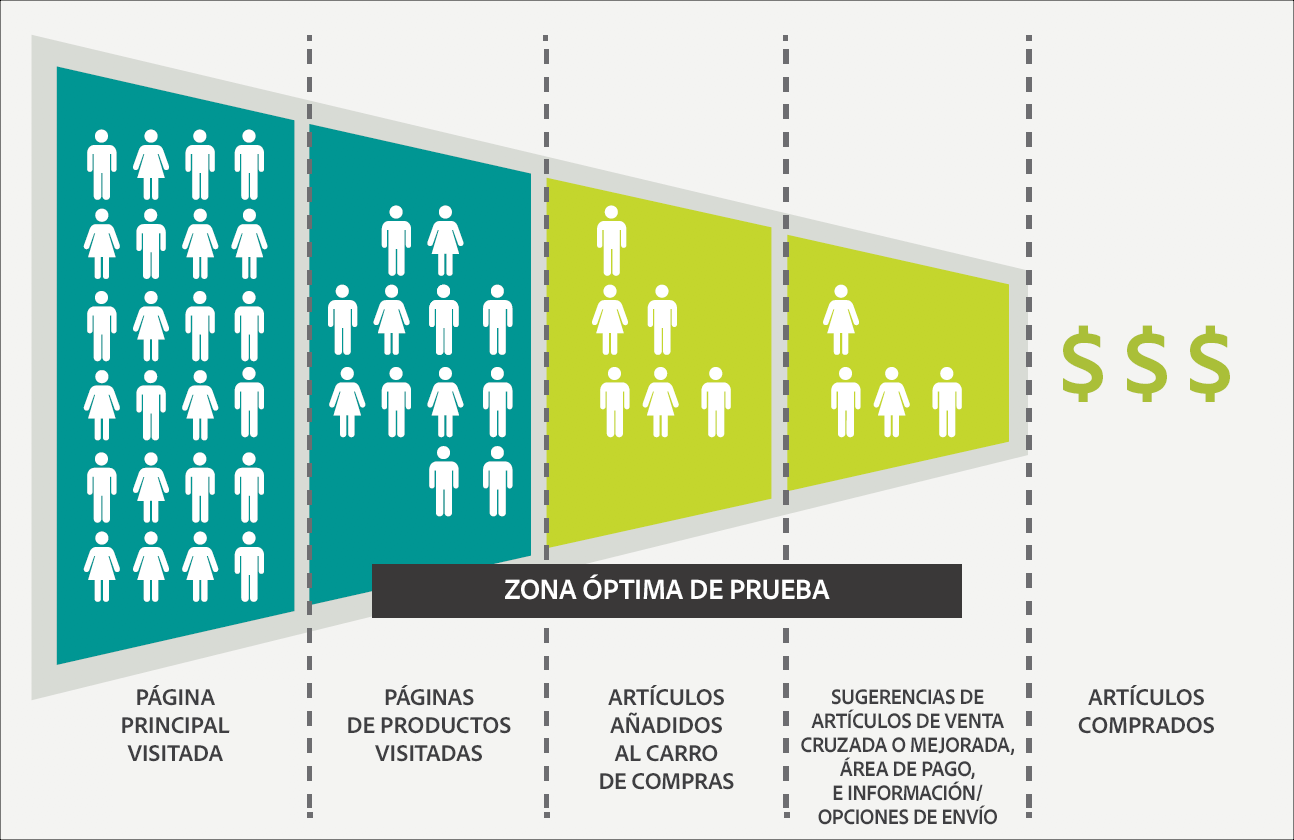 $ $ $
ZONA ÓPTIMA DE PRUEBA
PÁGINA
PRINCIPAL
VISITADA
PÁGINAS
DE PRODUCTOS
VISITADAS
ARTÍCULOS
AÑADIDOS
AL CARRO
DE COMPRAS
SUGERENCIAS DE
ARTÍCULOS DE VENTA
CRUZADA O MEJORADA,
ÁREA DE PAGO,
E INFORMACIÓN/
OPCIONES DE ENVÍO
ARTÍCULOS
COMPRADOS